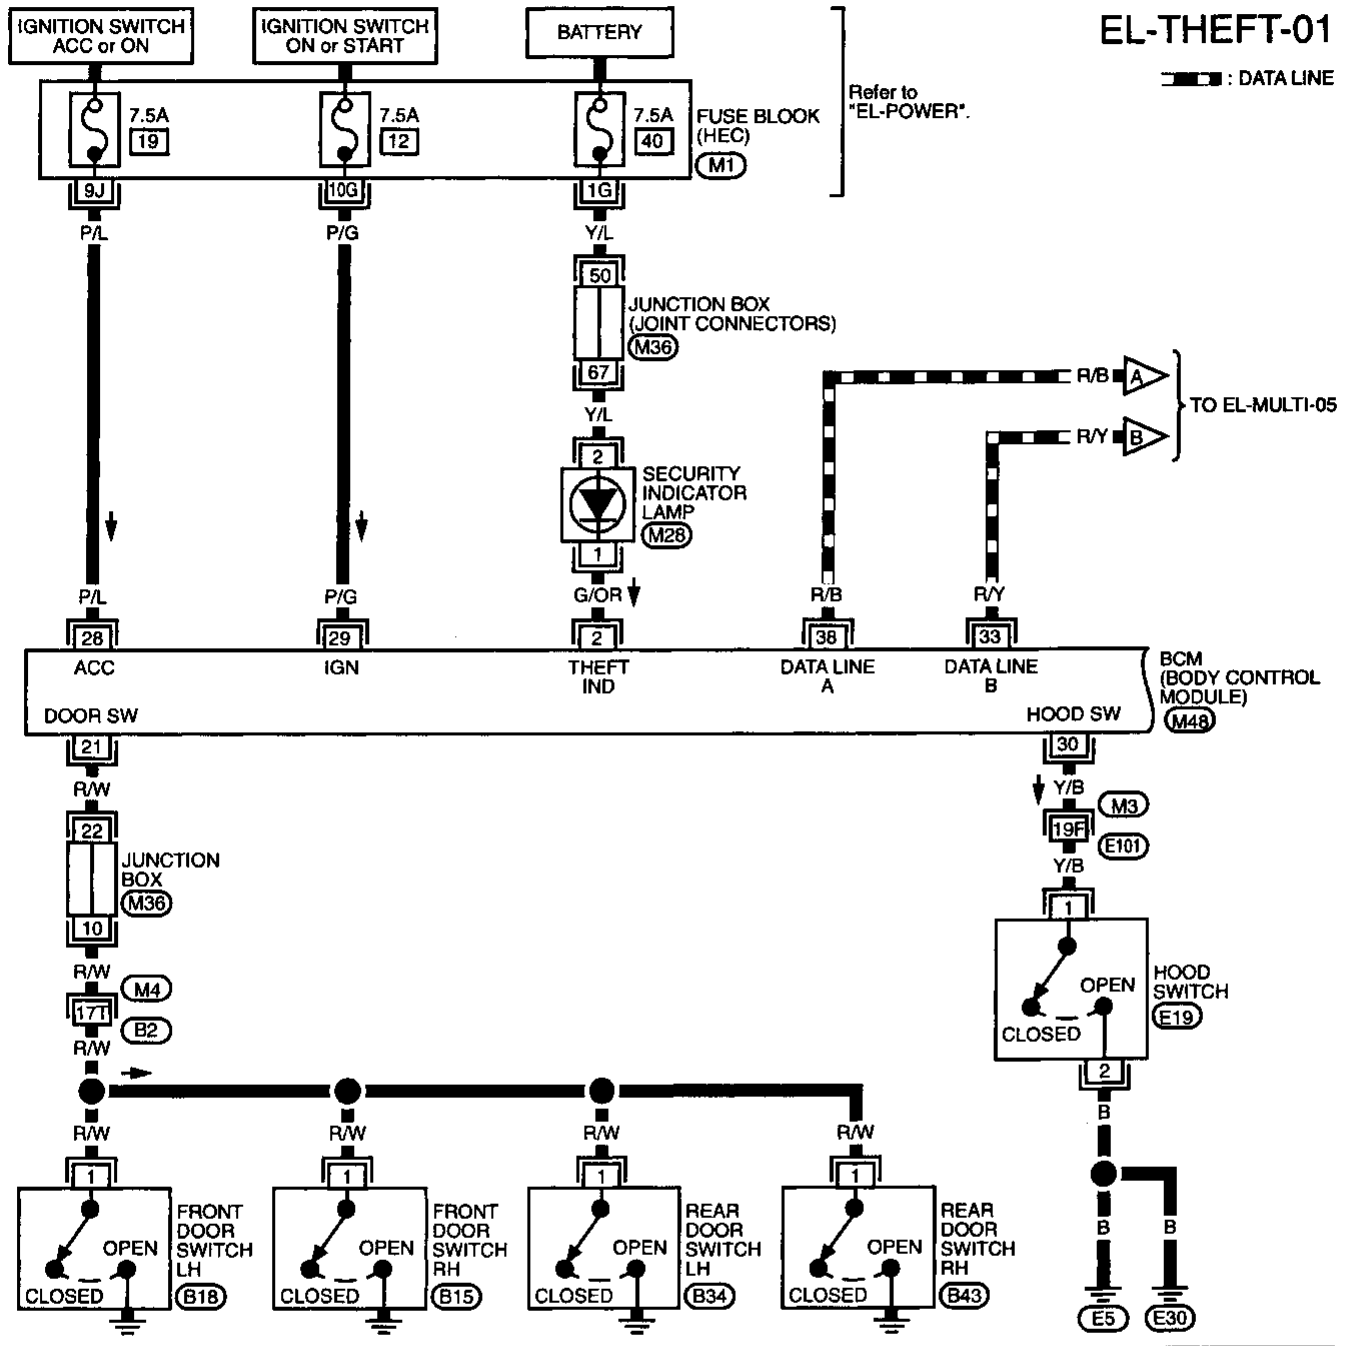 IGNITION SWITCH
ACC or ON
IGNITION SWITCH
ON or START
BATTERY
EL-THEFT-01
: DATA LINE
7.5A
19
7.5A
12
7.5A
40
FUSE BLOOK
(HEC)
M1
Refer to
"EL-POWER".
9J
10G
1G
P/L
P/G
Y/L
50
JUNCTION BOX
(JOINT CONNECTORS)
M36
67
Y/L
R/B
A
R/Y
B
TO EL-MULTI-05
2
SECURITY
INDICATOR
LAMP
M28
1
P/L
P/G
G/OR
R/B
R/Y
28
29
2
38
33
ACC
IGN
THEFT
IND
DATA LINE
A
DATA LINE
B
BCM
(BODY CONTROL
MODULE)
M48
DOOR SW
HOOD SW
21
30
R/W
Y/B
M3
22
19F
E101
JUNCTION
BOX
M36
Y/B
10
1
R/W
M4
17T
B2
R/W
OPEN
CLOSED
HOOD
SWITCH
E19
2
B
R/W
R/W
R/W
R/W
1
1
1
1
FRONT
DOOR
SWITCH
LH
B18
OPEN
CLOSED
FRONT
DOOR
SWITCH
RH
B15
OPEN
CLOSED
REAR
DOOR
SWITCH
LH
B34
OPEN
CLOSED
REAR
DOOR
SWITCH
RH
B43
OPEN
CLOSED
B
B
E5
E30